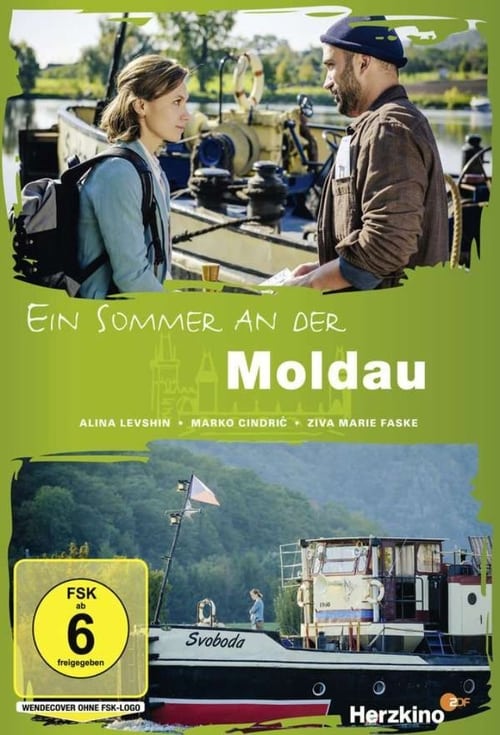 EIN SOMMER AN DER
Moldau
ALINA LEVSHIN • MARKO CINDRIĆ • ZIVA MARIE FASKE
FSK
ab
6
freigegeben
Svoboda
WENDECOVER OHNE FSK-LOGO
Herzkino ZDF